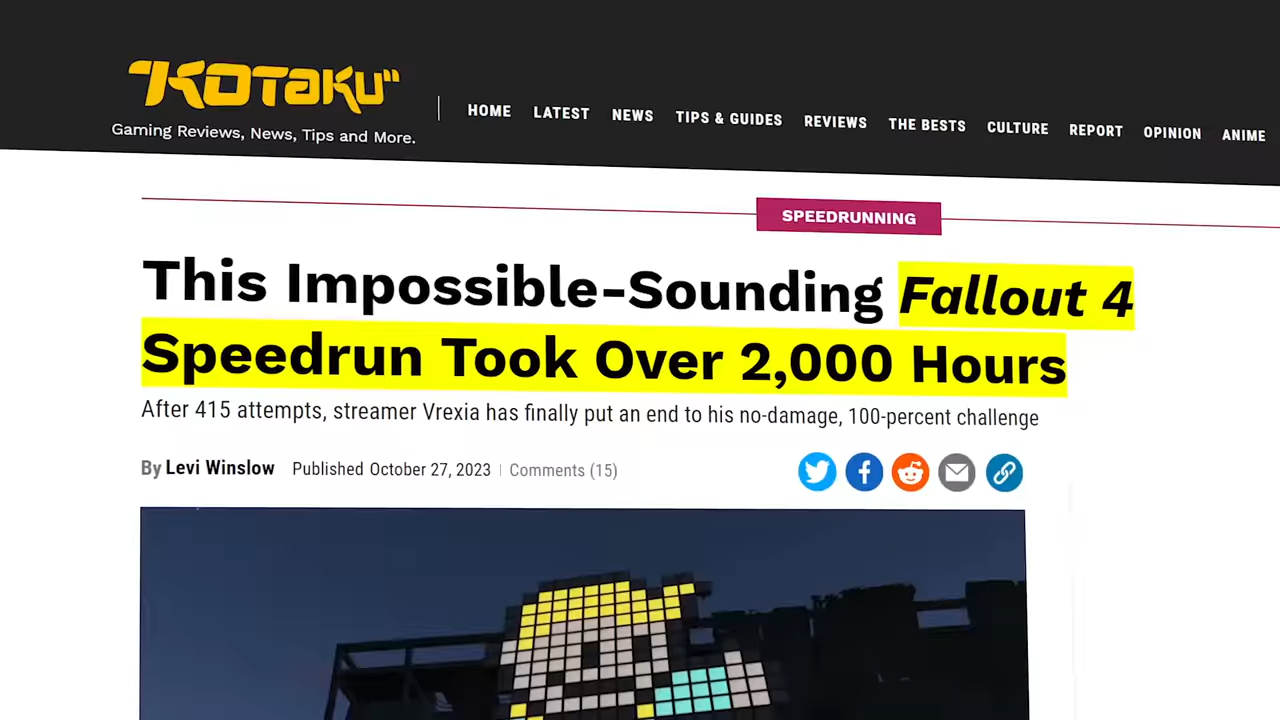 "KOTAKU"
Gaming Reviews, News, Tips and More.
HOME LATEST NEWS TIPS & GUIDES REVIEWS THE BESTS CULTURE REPORT OPINION ANIME
SPEEDRUNNING
This Impossible-Sounding Fallout 4
Speedrun Took Over 2,000 Hours
After 415 attempts, streamer Vrexia has finally put an end to his no-damage, 100-percent challenge
By Levi Winslow Published October 27, 2023 Comments (15)